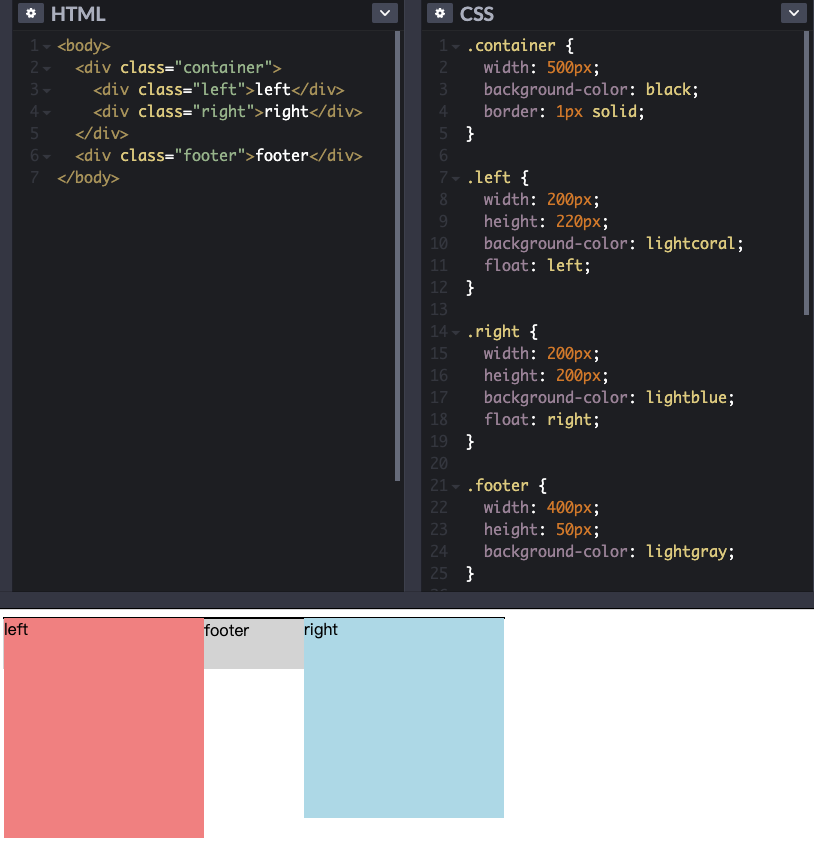 HTML
1 <body>
2 <div class="container">
3 <div class="left">left</div>
4 <div class="right">right</div>
5 </div>
6 <div class="footer">footer</div>
7 </body>
CSS
1 .container {
2 width: 500px;
3 background-color: black;
4 border: 1px solid;
5 }
6
7 .left {
8 width: 200px;
9 height: 220px;
10 background-color: lightcoral;
11 float: left;
12 }
13
14 .right {
15 width: 200px;
16 height: 200px;
17 background-color: lightblue;
18 float: right;
19 }
20
21 .footer {
22 width: 400px;
23 height: 50px;
24 background-color: lightgray;
25 }
left
footer
right